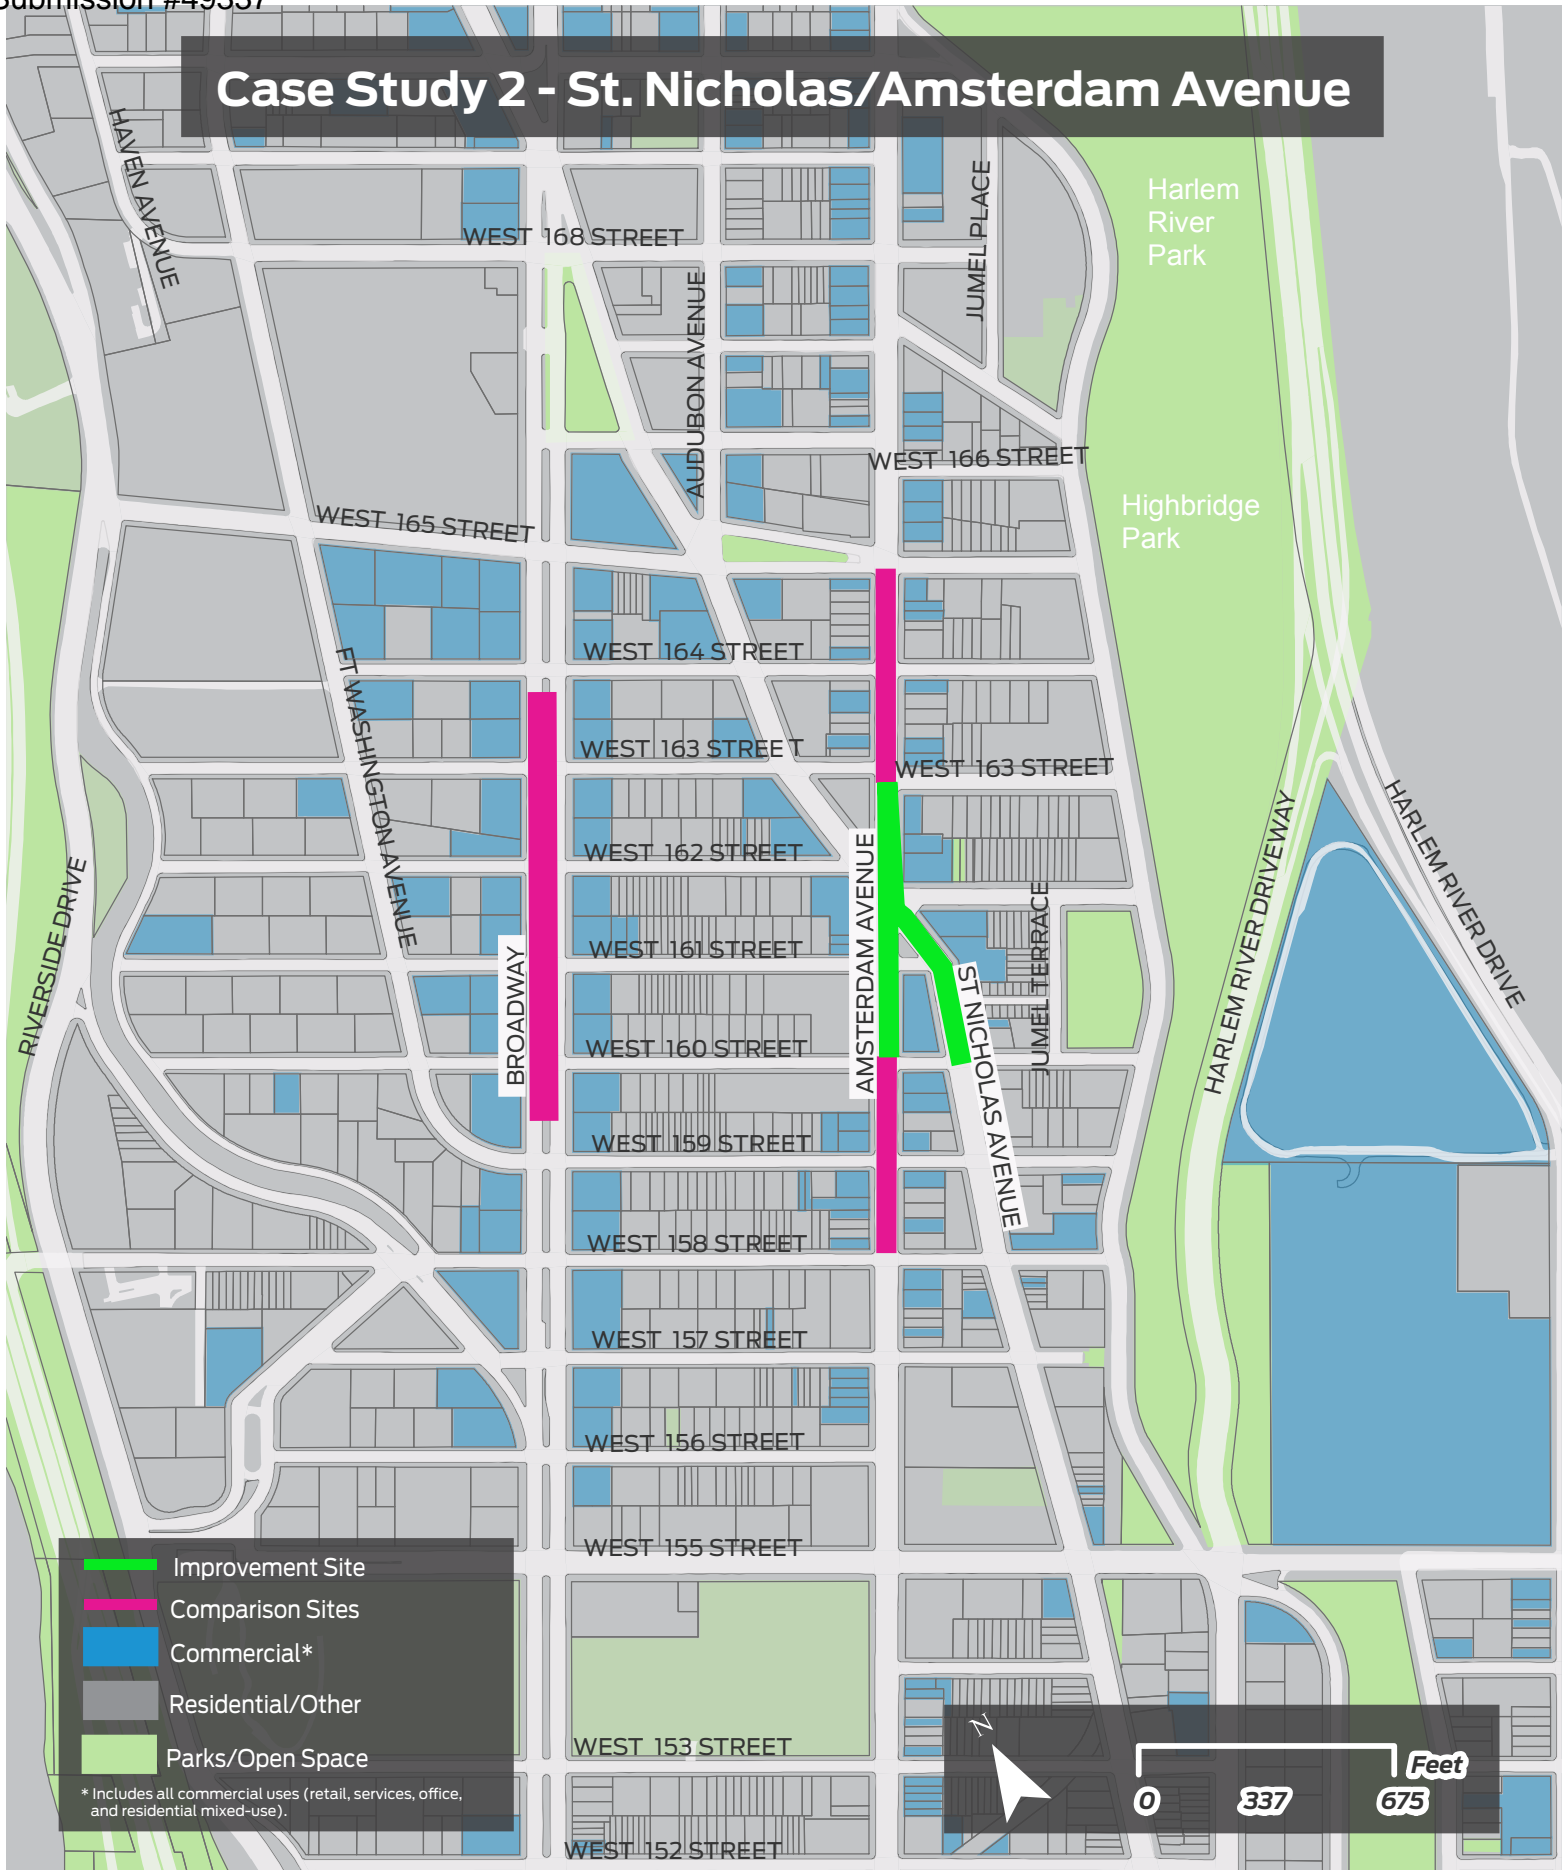 Submission #49337
Case Study 2 - St. Nicholas/Amsterdam Avenue
HAVEN AVENUE
JUMEL PLACE
Harlem
River
Park
WEST 168 STREET
AUDUBON AVENUE
WEST 166 STREET
Highbridge
Park
WEST 165 STREET
WEST 164 STREET
FT WASHINGTON AVENUE
WEST 163 STREET
WEST 163 STREET
HARLEM RIVER DRIVEWAY
HARLEM RIVER DRIVE
WEST 162 STREET
AMSTERDAM AVENUE
RIVERSIDE DRIVE
JUMEL TERRACE
WEST 161 STREET
BROADWAY
ST NICHOLAS AVENUE
WEST 160 STREET
WEST 159 STREET
WEST 158 STREET
WEST 157 STREET
WEST 156 STREET
WEST 155 STREET
Improvement Site
Comparison Sites
Commercial*
Residential/Other
Parks/Open Space
* Includes all commercial uses (retail, services, office,
and residential mixed-use).
WEST 153 STREET
N
Feet
0 337 675
WEST 152 STREET